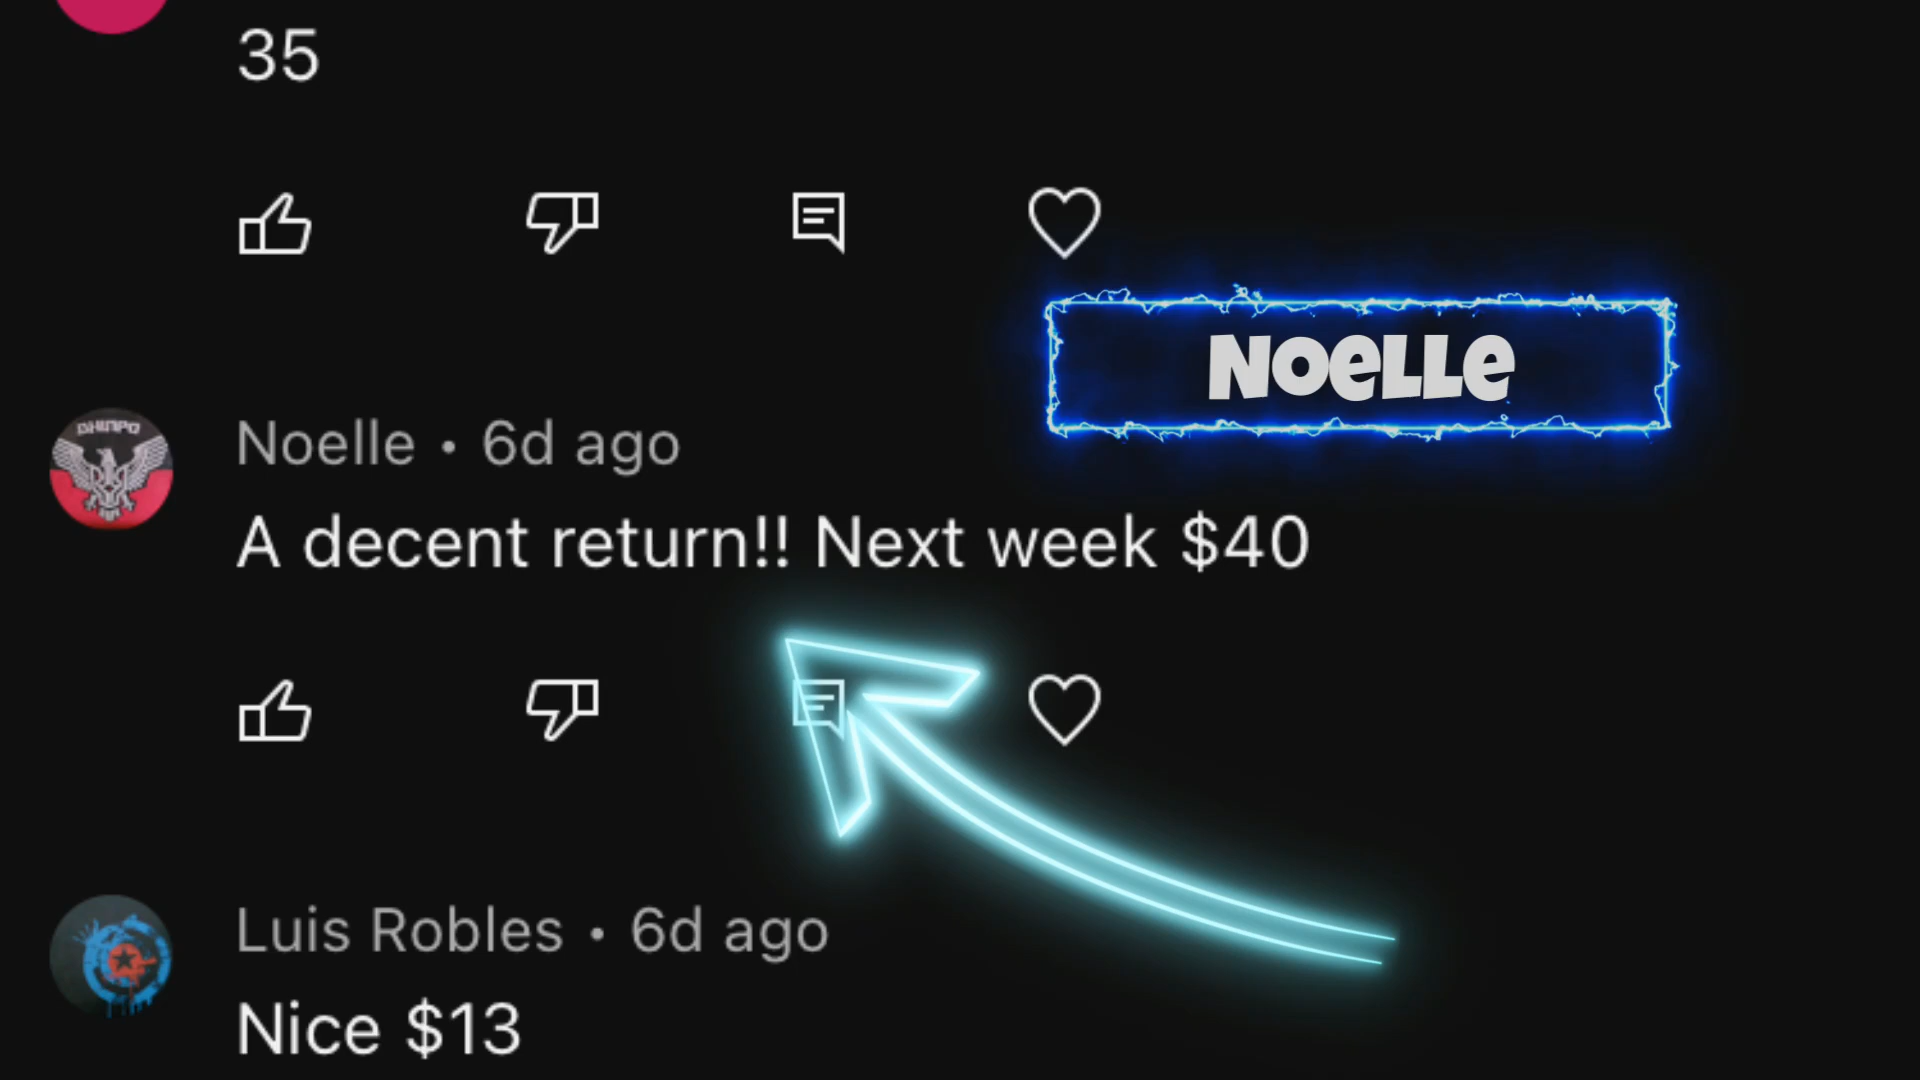 35
NOELLE
Noelle • 6d ago
A decent return!! Next week $40
Luis Robles • 6d ago
Nice $13